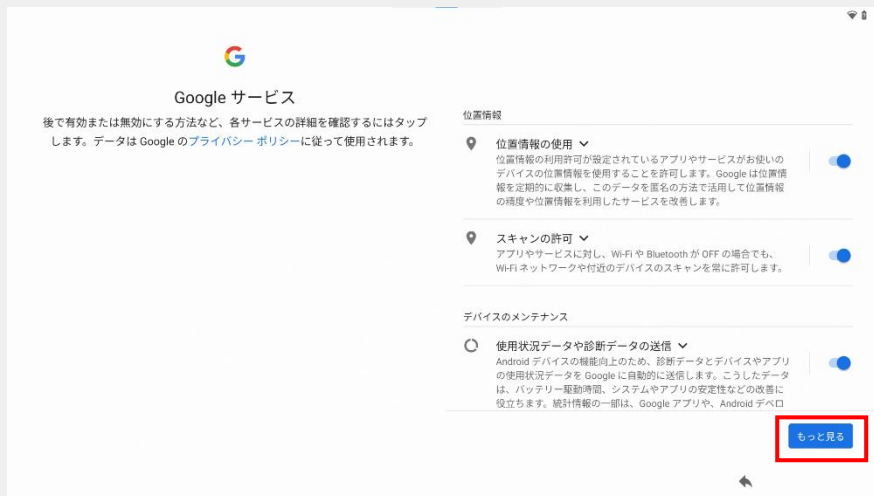 Google サービス
後で有効または無効にする方法など、各サービスの詳細を確認するにはタップ
します。データは Google のプライバシー ポリシーに従って使用されます。
位置情報
位置情報の使用
位置情報の利用許可が設定されているアプリやサービスがお使いの
デバイスの位置情報を使用することを許可します。Google は位置情
報を定期的に収集し、このデータを匿名の方法で活用して位置情報
の精度や位置情報を利用したサービスを改善します。
スキャンの許可
アプリやサービスに対し、Wi-Fi や Bluetooth が OFF の場合でも、
Wi-Fi ネットワークや付近のデバイスのスキャンを常に許可します。
デバイスのメンテナンス
使用状況データや診断データの送信
Android デバイスの機能向上のため、診断データとデバイスやアプリ
の使用状況データを Google に自動的に送信します。こうしたデータ
は、バッテリー駆動時間、システムやアプリの安定性などの改善に
役立ちます。統計情報の一部は、Google アプリや、Android デベロ
もっと見る